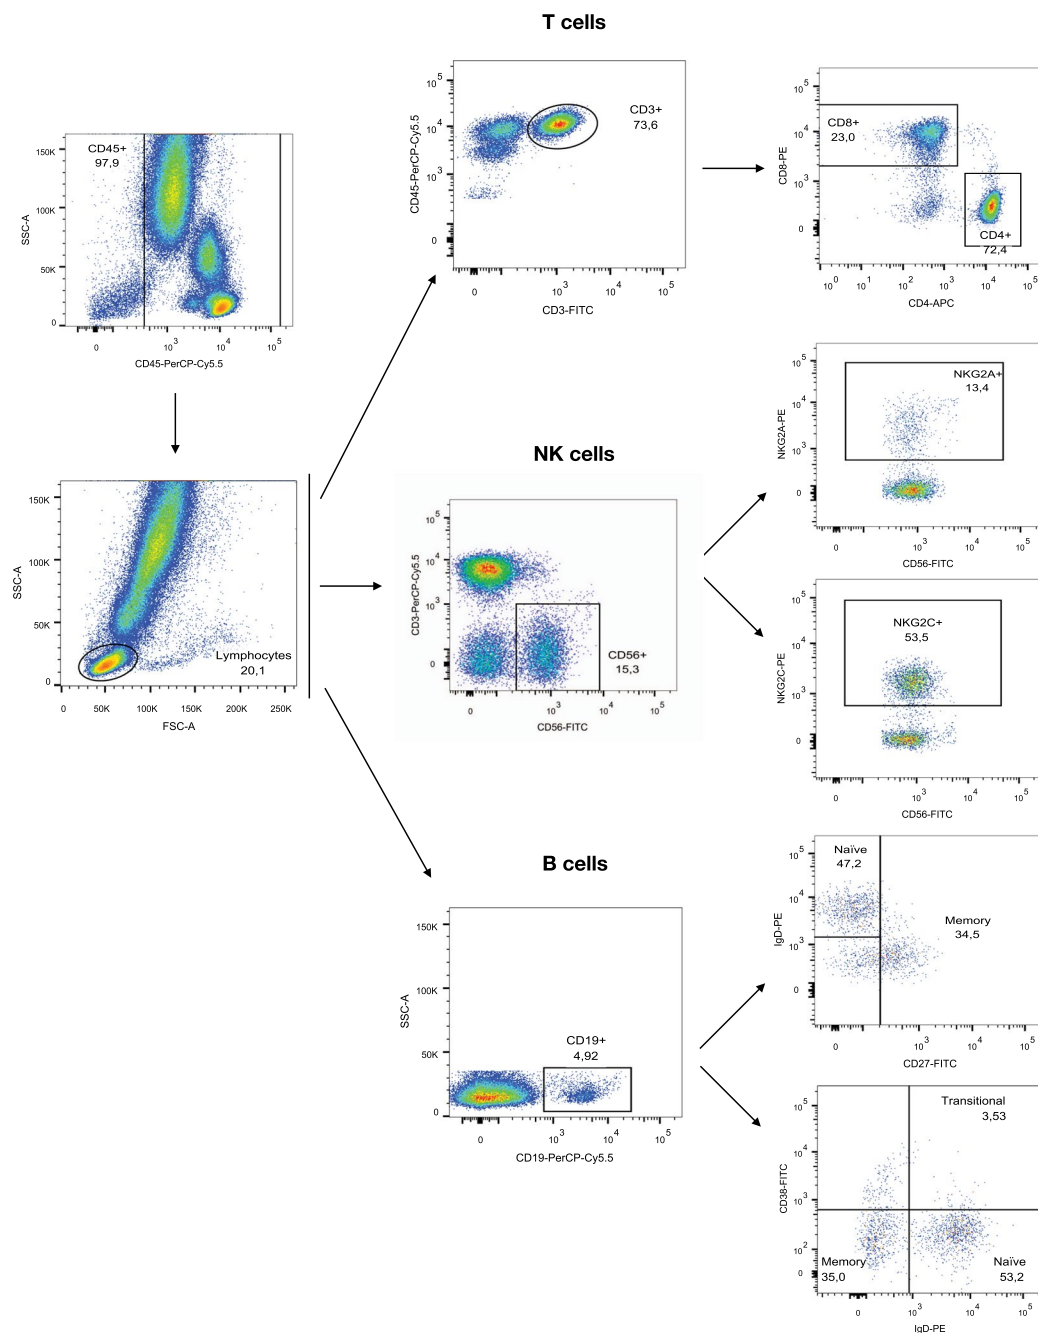 T cells
CD45+
97,9
150K
100K
50K
0
SSC-A
0
10^3
10^4
10^5
CD45-PerCP-Cy5.5
CD3+
73,6
10^5
10^4
10^3
0
CD45-PerCP-Cy5.5
0
10^3
10^4
10^5
CD3-FITC
CD8+
23,0
CD4+
72,4
10^5
10^4
10^3
0
CD8-PE
10^0
10^1
10^2
10^3
10^4
10^5
CD4-APC
Lymphocytes
20,1
150K
100K
50K
0
SSC-A
0
50K
100K
150K
200K
250K
FSC-A
NK cells
CD56+
15,3
10^5
10^4
10^3
0
CD3-PerCP-Cy5.5
0
10^3
10^4
10^5
CD56-FITC
NKG2A+
13,4
10^5
10^4
10^3
0
NKG2A-PE
0
10^3
10^4
10^5
CD56-FITC
NKG2C+
53,5
10^5
10^4
10^3
0
NKG2C-PE
0
10^3
10^4
10^5
CD56-FITC
B cells
CD19+
4,92
150K
100K
50K
0
SSC-A
0
10^3
10^4
10^5
CD19-PerCP-Cy5.5
Naïve
47,2
Memory
34,5
10^5
10^4
10^3
0
IgD-PE
0
10^3
10^4
10^5
CD27-FITC
Transitional
3,53
Memory
35,0
Naïve
53,2
10^5
10^4
10^3
10^2
0
CD38-FITC
0
10^3
10^4
10^5
IgD-PE